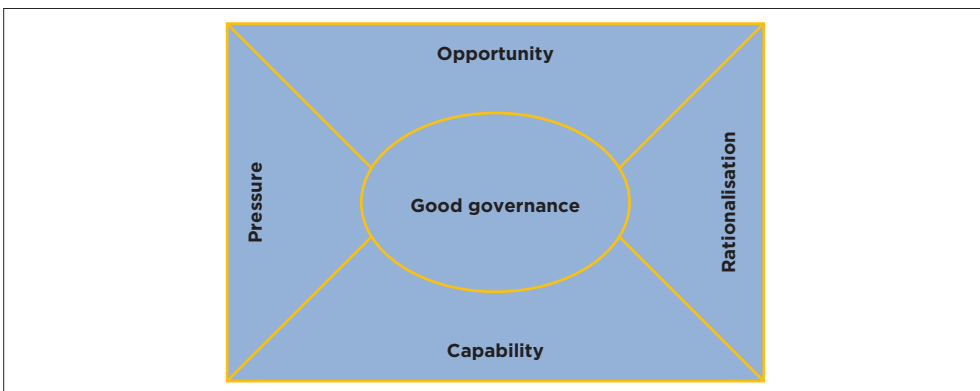 Opportunity
Pressure
Good governance
Rationalisation
Capability